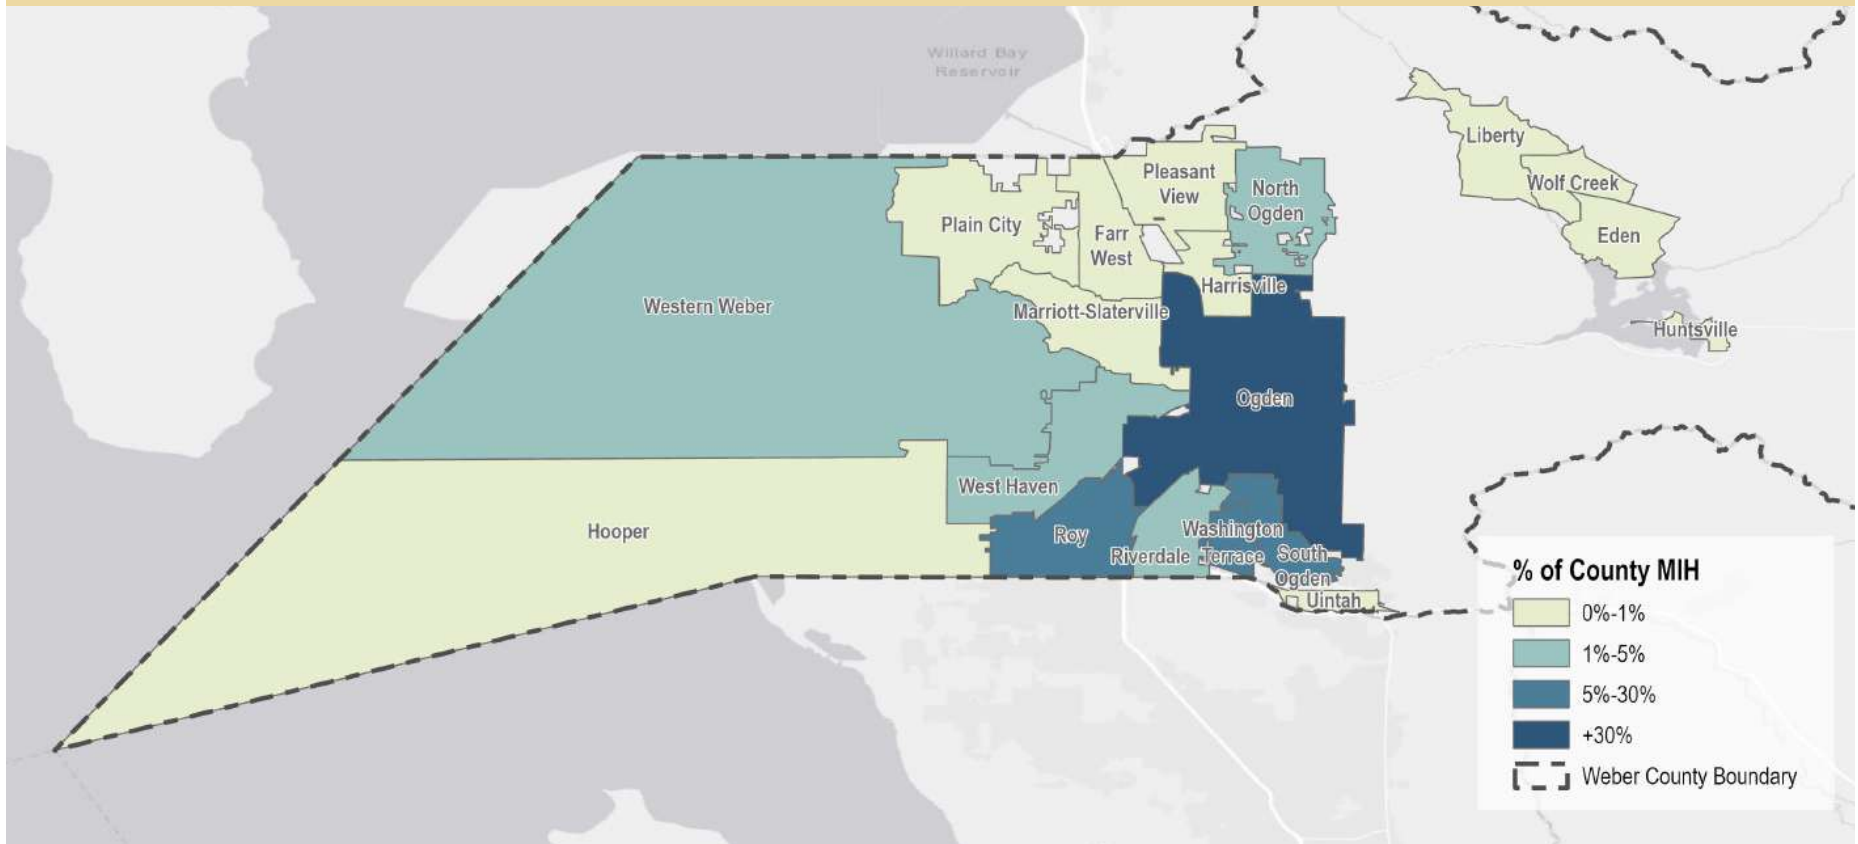 Willard Bay
Reservoir
Liberty
Pleasant
View
North
Ogden
Wolf Creek
Plain City
Farr
West
Eden
Harrisville
Western Weber
Marriott-Slaterville
Huntsville
Ogden
West Haven
Hooper
Roy
Washington
Terrace
Riverdale
South
Ogden
Uintah
% of County MIH
0%-1%
1%-5%
5%-30%
+30%
Weber County Boundary